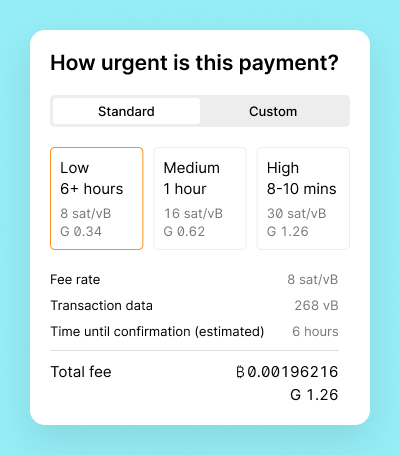 How urgent is this payment?
Standard Custom
Low Medium High
6+ hours 1 hour 8-10 mins
8 sat/vB 16 sat/vB 30 sat/vB
G 0.34 G 0.62 G 1.26
Fee rate 8 sat/vB
Transaction data 268 vB
Time until confirmation (estimated) 6 hours
Total fee ₿0.00196216
G 1.26